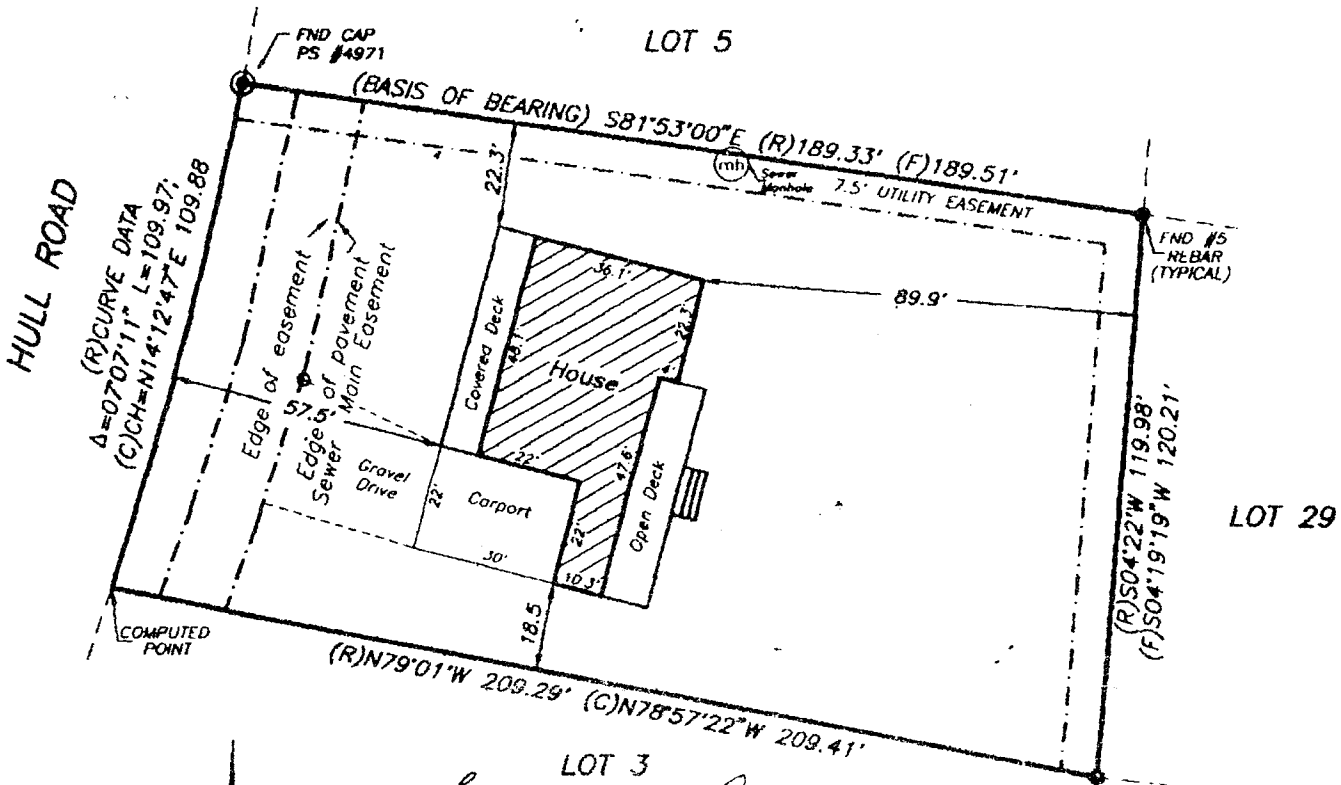 FND CAP
PS #4971
LOT 5
(BASIS OF BEARING) S81°53'00"E (R)189.33' (F)189.51'
mh
Sewer
Manhole
7.5' UTILITY EASEMENT
FND #5
REBAR
(TYPICAL)
HULL ROAD
(R)CURVE DATA
Δ=07°07'11" L=109.97';
(C)CH=N14°12'47"E 109.88
22.3'
Edge of easement
Edge of pavement
Sewer Main Easement
Covered Deck
36.1'
48.1'
House
22.3'
4'
89.9'
57.5'
Gravel
Drive
22'
Carport
22'
22'
47.6'
Open Deck
30'
10.3'
18.5
(R)S04°22'W 119.98'
(F)S04°19'19"W 120.21'
LOT 29
COMPUTED
POINT
(R)N79°01'W 209.29' (C)N78°57'22"W 209.41'
LOT 3